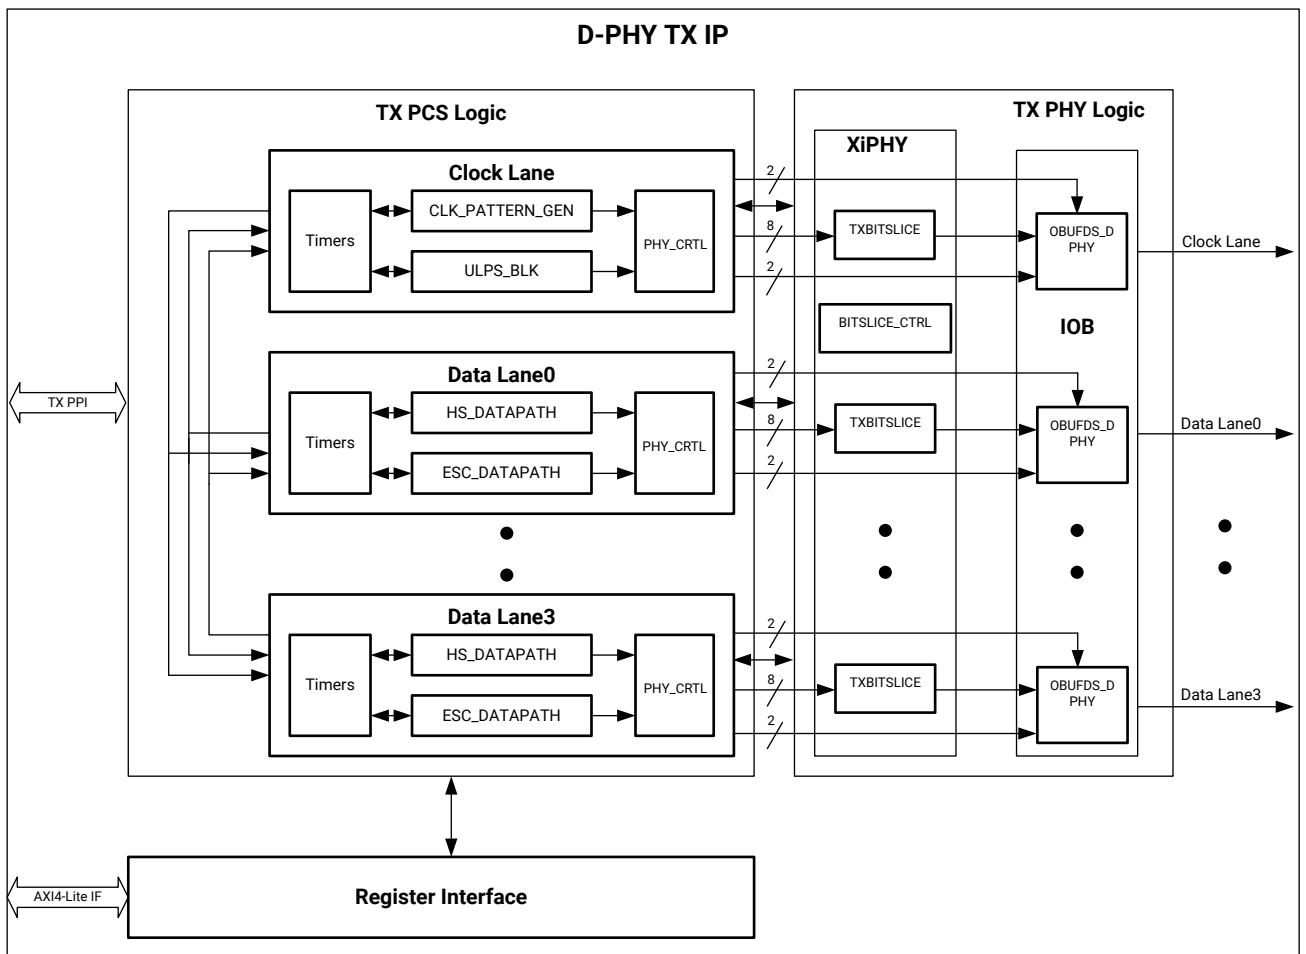 D-PHY TX IP
TX PCS Logic
TX PHY Logic
XiPHY
Clock Lane
Timers
CLK_PATTERN_GEN
ULPS_BLK
PHY_CRTL
2
8
2
TXBITSLICE
OBUFDS_D
PHY
Clock Lane
BITSLICE_CTRL
IOB
TX PPI
Data Lane0
Timers
HS_DATAPATH
ESC_DATAPATH
PHY_CRTL
2
8
2
TXBITSLICE
OBUFDS_D
PHY
Data Lane0
Data Lane3
Timers
HS_DATAPATH
ESC_DATAPATH
PHY_CRTL
2
8
2
TXBITSLICE
OBUFDS_D
PHY
Data Lane3
AXI4-Lite IF
Register Interface